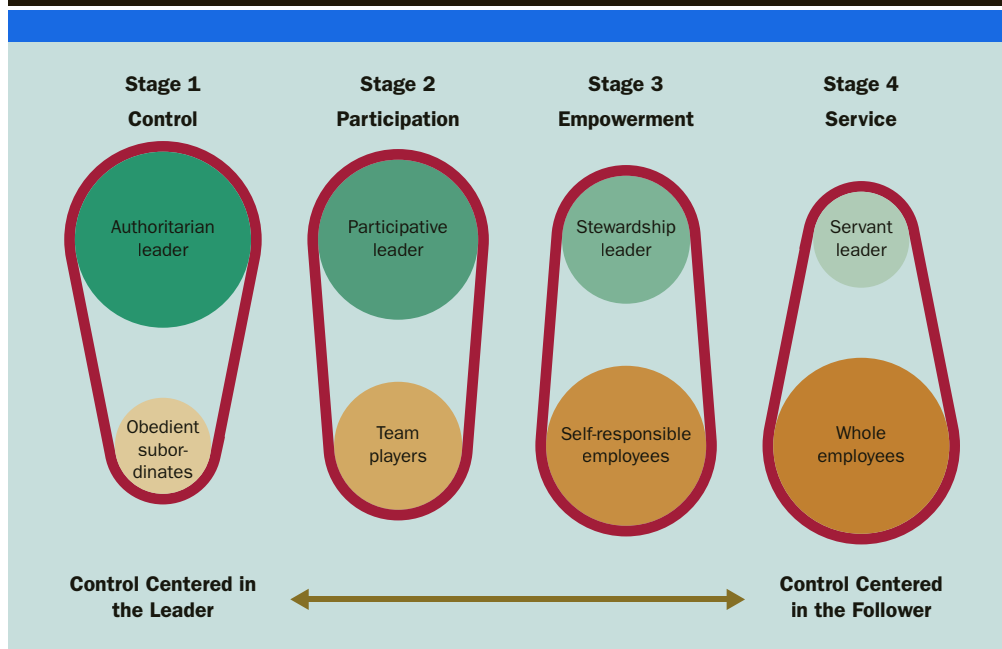 Stage 1
Control
Stage 2
Participation
Stage 3
Empowerment
Stage 4
Service
Authoritarian
leader
Participative
leader
Stewardship
leader
Servant
leader
Obedient
subor-
dinates
Team
players
Self-responsible
employees
Whole
employees
Control Centered in
the Leader
Control Centered
in the Follower